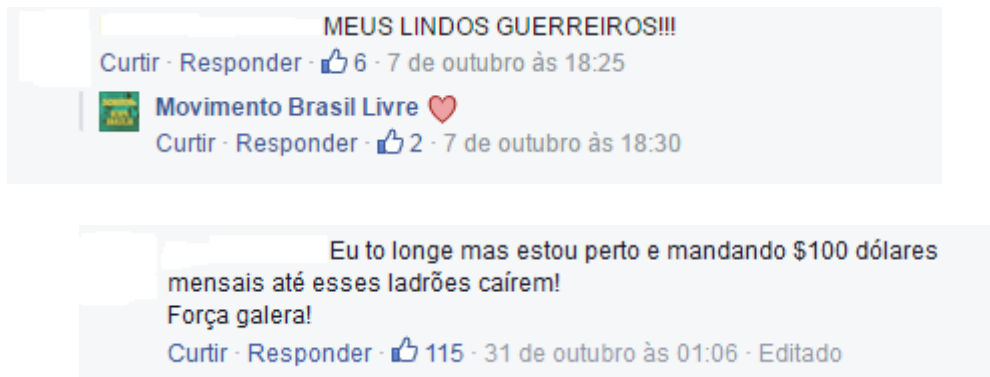 MEUS LINDOS GUERREIROS!!!
Curtir · Responder · 6 · 7 de outubro às 18:25
Movimento Brasil Livre
Curtir · Responder · 2 · 7 de outubro às 18:30
Eu to longe mas estou perto e mandando $100 dólares
mensais até esses ladrões caírem!
Força galera!
Curtir · Responder · 115 · 31 de outubro às 01:06 · Editado